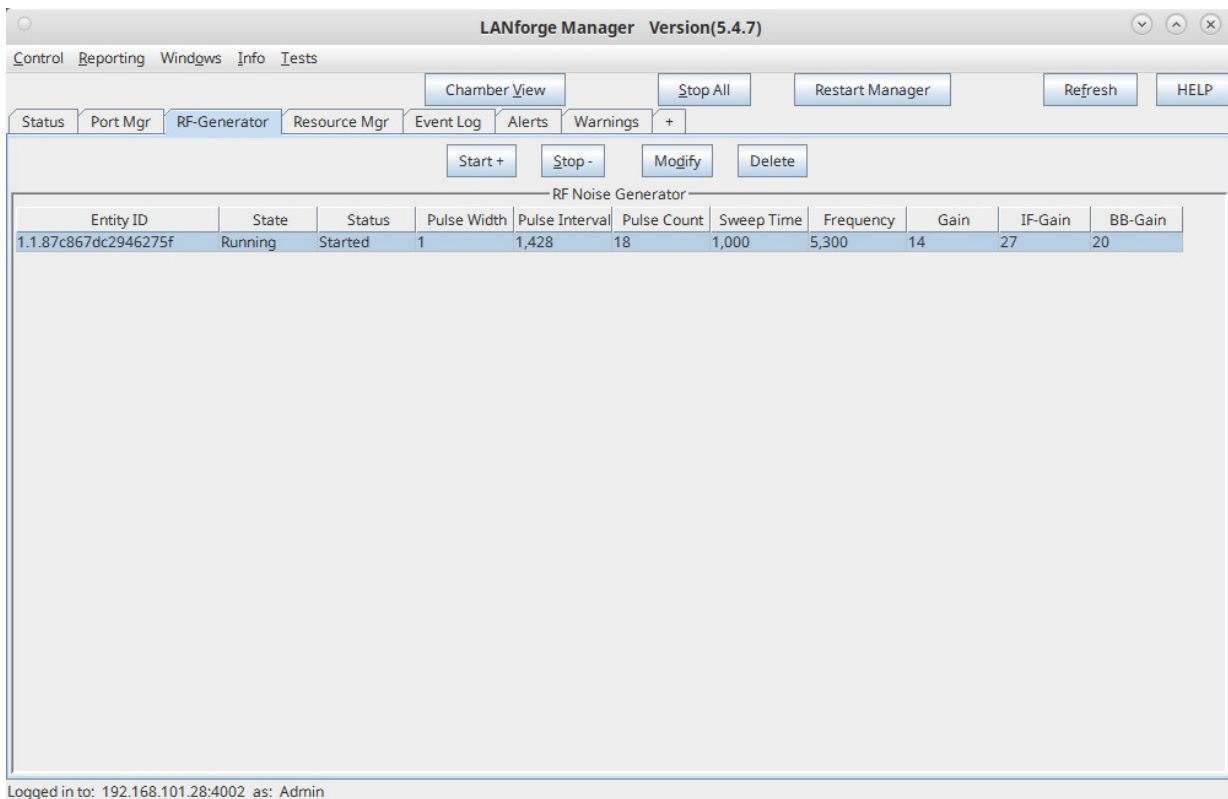 LANforge Manager Version(5.4.7)
Control Reporting Windows Info Tests
Chamber View Stop All Restart Manager Refresh HELP
Status Port Mgr RF-Generator Resource Mgr Event Log Alerts Warnings +
Start + Stop - Modify Delete
RF Noise Generator
Entity ID State Status Pulse Width Pulse Interval Pulse Count Sweep Time Frequency Gain IF-Gain BB-Gain
1.1.87c867dc2946275f Running Started 1 1,428 18 1,000 5,300 14 27 20
Logged in to: 192.168.101.28:4002 as: Admin